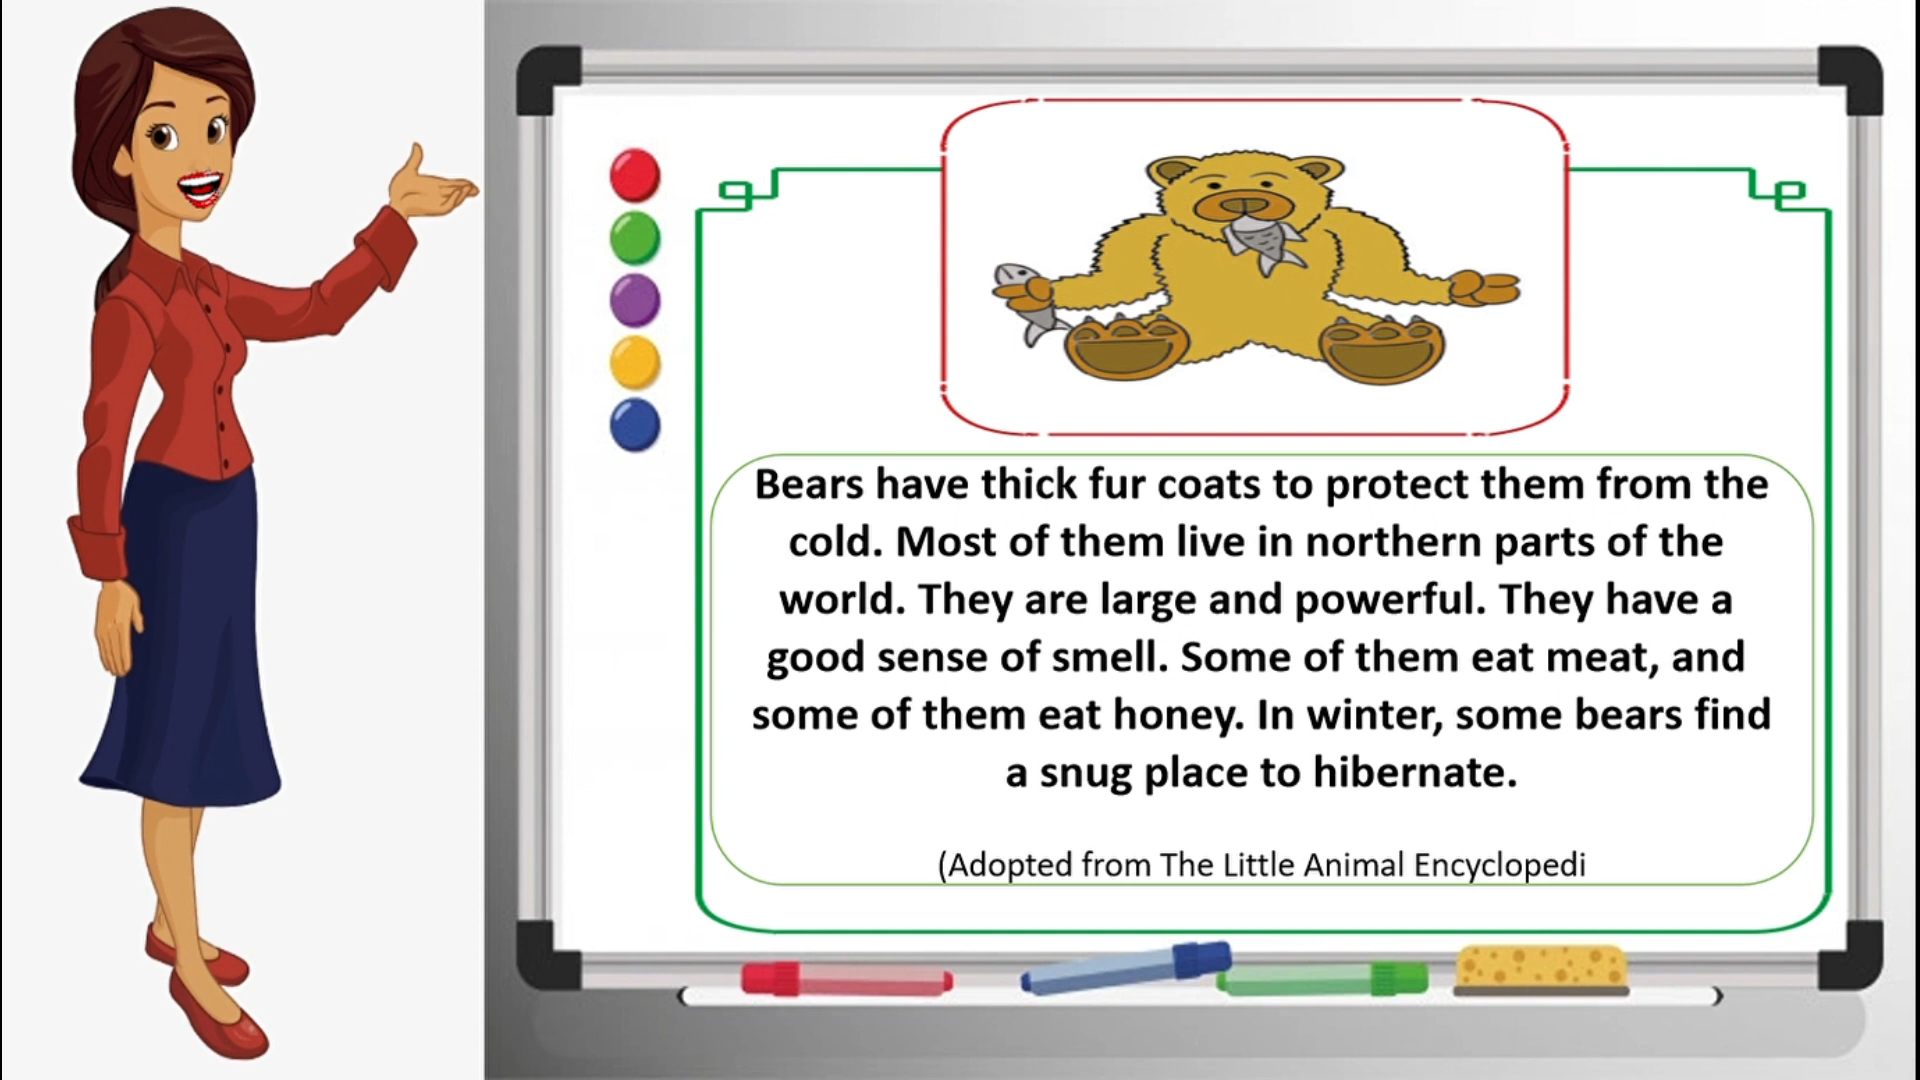 Bears have thick fur coats to protect them from the
cold. Most of them live in northern parts of the
world. They are large and powerful. They have a
good sense of smell. Some of them eat meat, and
some of them eat honey. In winter, some bears find
a snug place to hibernate.
(Adopted from The Little Animal Encyclopedi